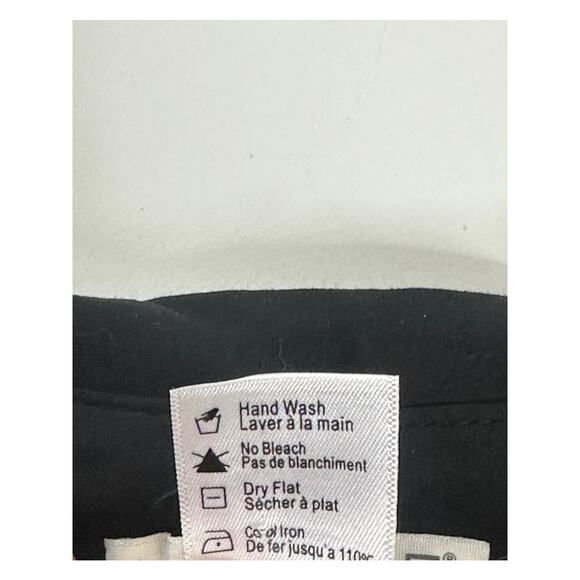 Hand Wash
Laver à la main
No Bleach
Pas de blanchiment
Dry Flat
Sécher à plat
Cool Iron
De fer jusqu'a 110°c
®